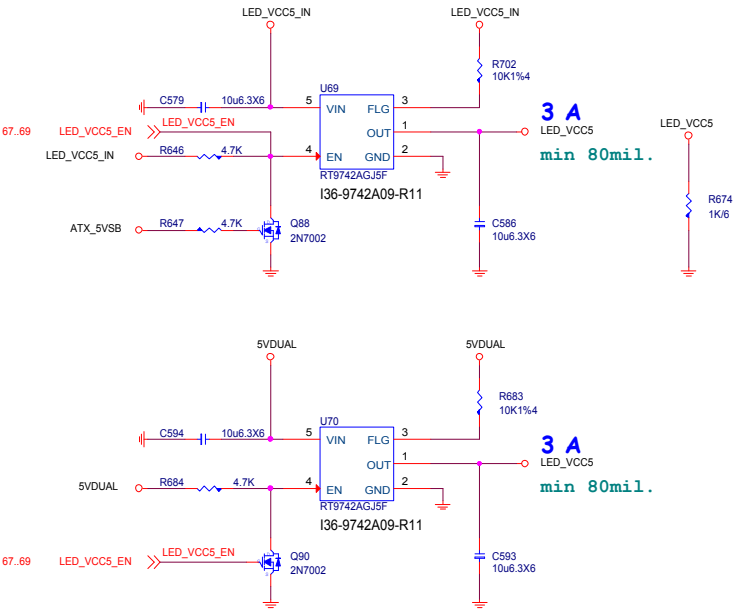 LED_VCC5_IN
LED_VCC5_IN
R702
10K1%4
U69
C579
10u6.3X6
5
VIN
FLG
3
3 A
67..69
LED_VCC5_EN
LED_VCC5_EN
OUT
1
LED_VCC5
LED_VCC5
min 80mil.
LED_VCC5_IN
R646
4.7K
4
EN
GND
2
RT9742AGJ5F
I36-9742A09-R11
R674
1K/6
ATX_5VSB
R647
4.7K
Q88
2N7002
C586
10u6.3X6
5VDUAL
5VDUAL
R683
10K1%4
U70
C594
10u6.3X6
5
VIN
FLG
3
3 A
OUT
1
LED_VCC5
min 80mil.
5VDUAL
R684
4.7K
4
EN
GND
2
RT9742AGJ5F
I36-9742A09-R11
67..69
LED_VCC5_EN
LED_VCC5_EN
Q90
2N7002
C593
10u6.3X6